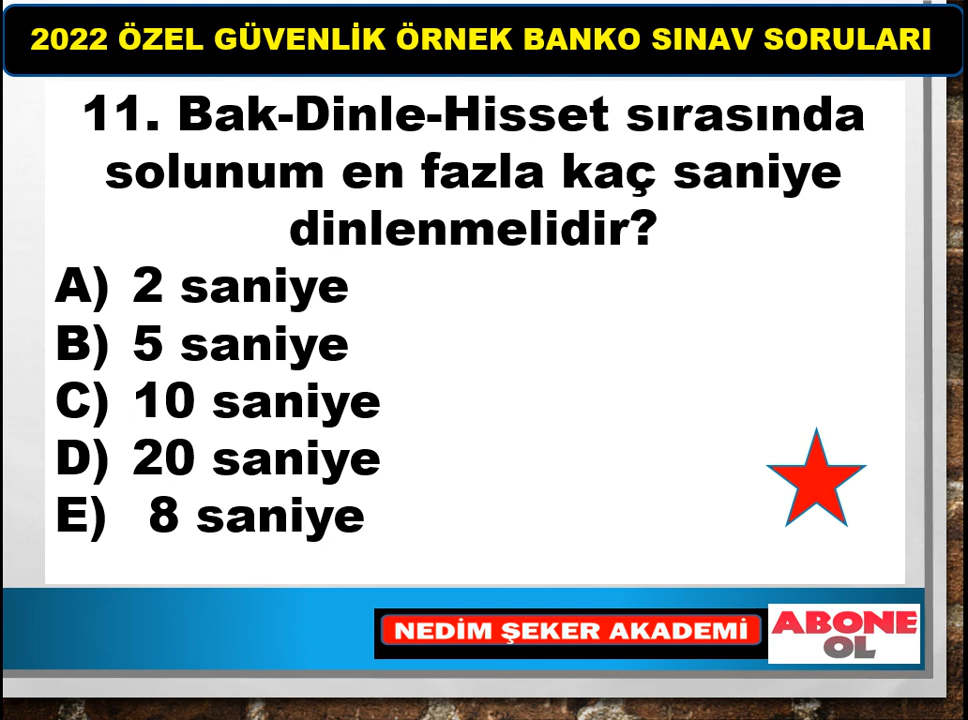 2022 ÖZEL GÜVENLİK ÖRNEK BANKO SINAV SORULARI
11. Bak-Dinle-Hisset sırasında
solunum en fazla kaç saniye
dinlenmelidir?
A) 2 saniye
B) 5 saniye
C) 10 saniye
D) 20 saniye
E) 8 saniye
NEDİM ŞEKER AKADEMİ
ABONE
OL